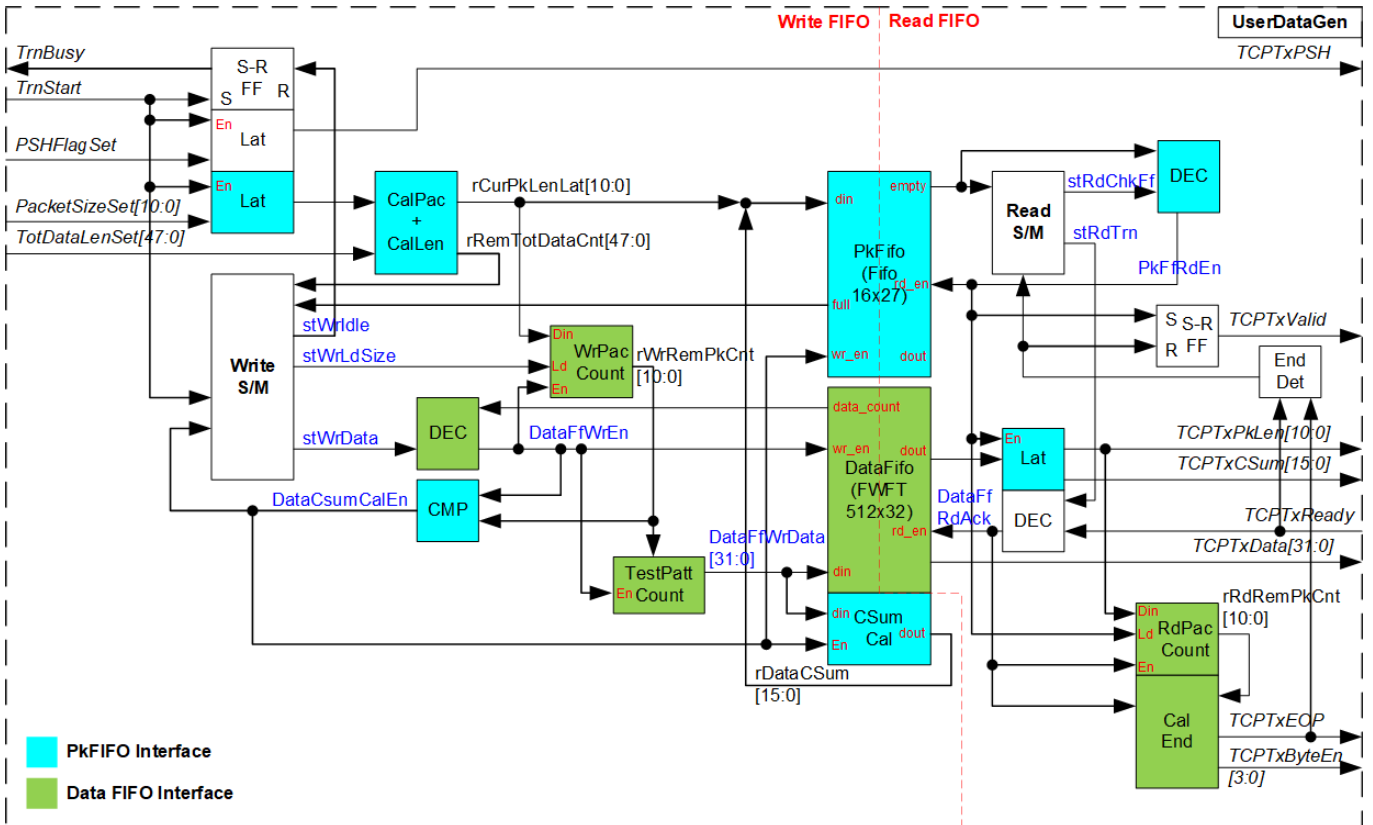 Write FIFO
Read FIFO
UserDataGen
TrnBusy
TrnStart
PSHFlagSet
PacketSizeSet[10:0]
TotDataLenSet[47:0]
S-R
FF
S
R
En
Lat
En
Lat
TCPTxPSH
CalPac
+
CalLen
rCurPkLenLat[10:0]
rRemTotDataCnt[47:0]
din
empty
PkFifo
(Fifo
16x27)
rd_en
full
wr_en
dout
Read
S/M
stRdChkFf
stRdTrn
DEC
PkFfRdEn
S
R
S-R
FF
TCPTxValid
End
Det
Write
S/M
stWrIdle
stWrLdSize
stWrData
Din
Ld
En
WrPac
Count
rWrRemPkCnt
[10:0]
DEC
DataFfWrEn
DataCsumCalEn
CMP
TestPatt
Count
En
DataFfWrData
[31:0]
data_count
wr_en
dout
DataFifo
(FWFT
512x32)
rd_en
din
din
CSum
Cal
dout
En
rDataCSum
[15:0]
En
Lat
DEC
DataFf
RdAck
TCPTxPkLen[10:0]
TCPTxCSum[15:0]
TCPTxReady
TCPTxData[31:0]
rRdRemPkCnt
[10:0]
Din
Ld
En
RdPac
Count
Cal
End
TCPTxEOP
TCPTxByteEn
[3:0]
PkFIFO Interface
Data FIFO Interface